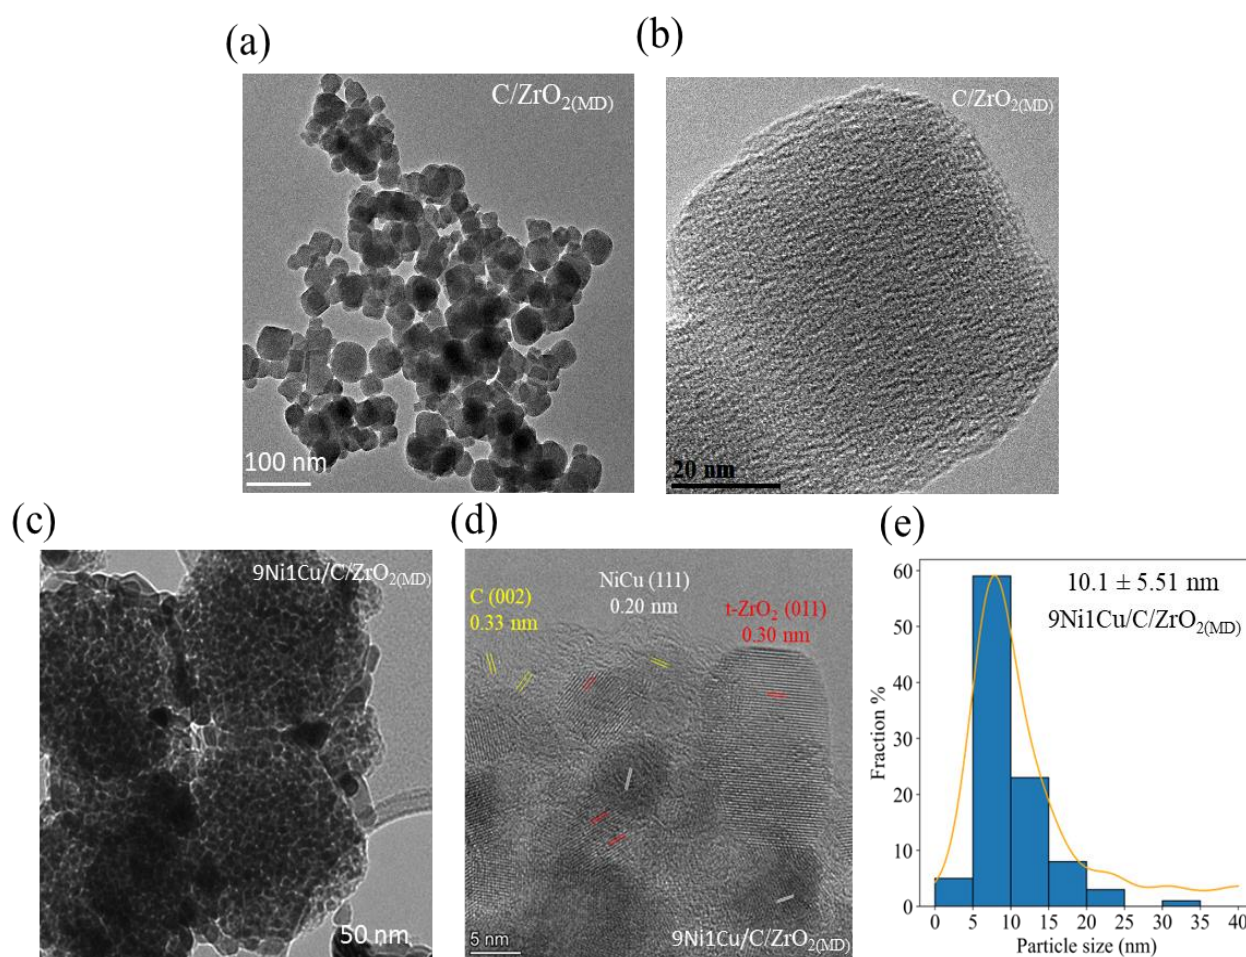 (a)
C/ZrO₂(MD)
100 nm
(b)
C/ZrO₂(MD)
20 nm
(c)
9Ni1Cu/C/ZrO₂(MD)
50 nm
(d)
C (002)
0.33 nm
NiCu (111)
0.20 nm
t-ZrO₂ (011)
0.30 nm
5 nm
9Ni1Cu/C/ZrO₂(MD)
(e)
10.1 ± 5.51 nm
9Ni1Cu/C/ZrO₂(MD)
Fraction %
60
50
40
30
20
10
0
0 5 10 15 20 25 30 35 40
Particle size (nm)